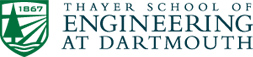 1867
THAYER SCHOOL OF
ENGINEERING
AT DARTMOUTH